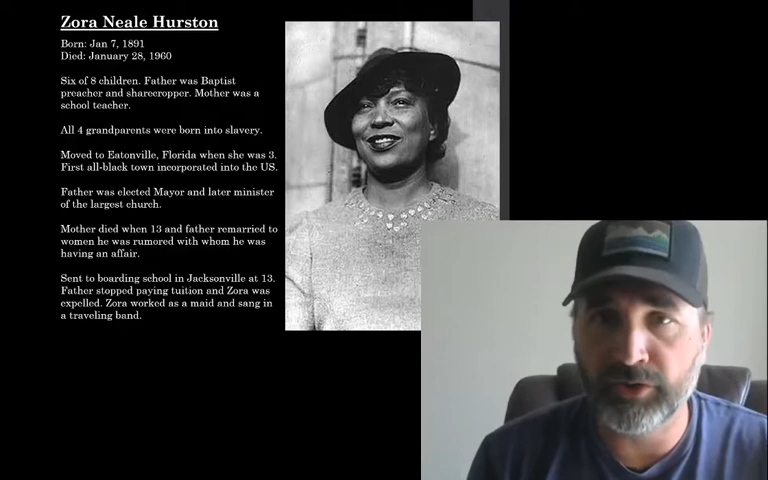 Zora Neale Hurston
Born: Jan 7, 1891
Died: January 28, 1960
Six of 8 children. Father was Baptist
preacher and sharecropper. Mother was a
school teacher.
All 4 grandparents were born into slavery.
Moved to Eatonville, Florida when she was 3.
First all-black town incorporated into the US.
Father was elected Mayor and later minister
of the largest church.
Mother died when 13 and father remarried to
women he was rumored with whom he was
having an affair.
Sent to boarding school in Jacksonville at 13.
Father stopped paying tuition and Zora was
expelled. Zora worked as a maid and sang in
a traveling band.